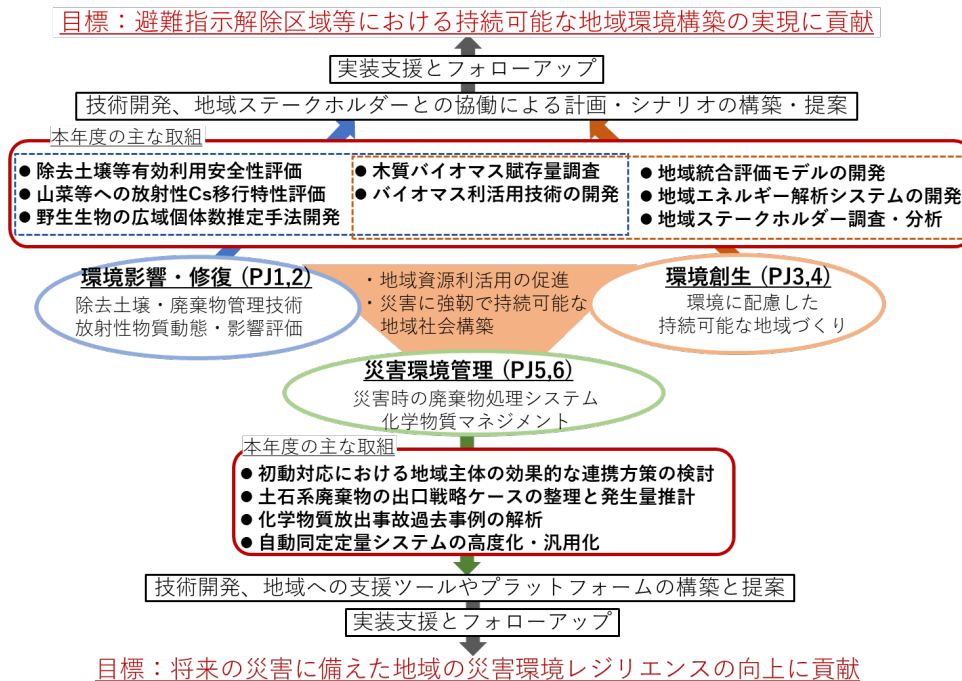 目標：避難指示解除区域等における持続可能な地域環境構築の実現に貢献
実装支援とフォローアップ
技術開発、地域ステークホルダーとの協働による計画・シナリオの構築・提案
本年度の主な取組
● 除去土壌等有効利用安全性評価
● 山菜等への放射性Cs移行特性評価
● 野生生物の広域個体数推定手法開発
● 木質バイオマス賦存量調査
● バイオマス利活用技術の開発
● 地域統合評価モデルの開発
● 地域エネルギー解析システムの開発
● 地域ステークホルダー調査・分析
環境影響・修復 (PJ1,2)
除去土壌・廃棄物管理技術
放射性物質動態・影響評価
・地域資源利活用の促進
・災害に強靭で持続可能な
地域社会構築
環境創生 (PJ3,4)
環境に配慮した
持続可能な地域づくり
災害環境管理 (PJ5,6)
災害時の廃棄物処理システム
化学物質マネジメント
本年度の主な取組
● 初動対応における地域主体の効果的な連携方策の検討
● 土石系廃棄物の出口戦略ケースの整理と発生量推計
● 化学物質放出事故過去事例の解析
● 自動同定定量システムの高度化・汎用化
技術開発、地域への支援ツールやプラットフォームの構築と提案
実装支援とフォローアップ
目標：将来の災害に備えた地域の災害環境レジリエンスの向上に貢献